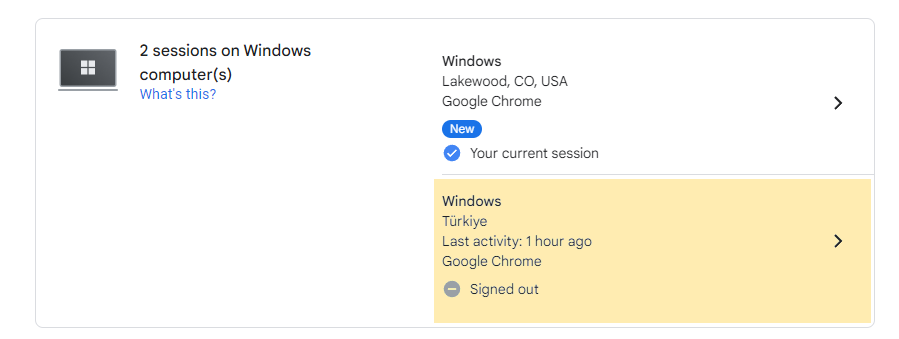 2 sessions on Windows
computer(s)
What's this?
Windows
Lakewood, CO, USA
Google Chrome
New
Your current session
Windows
Türkiye
Last activity: 1 hour ago
Google Chrome
Signed out